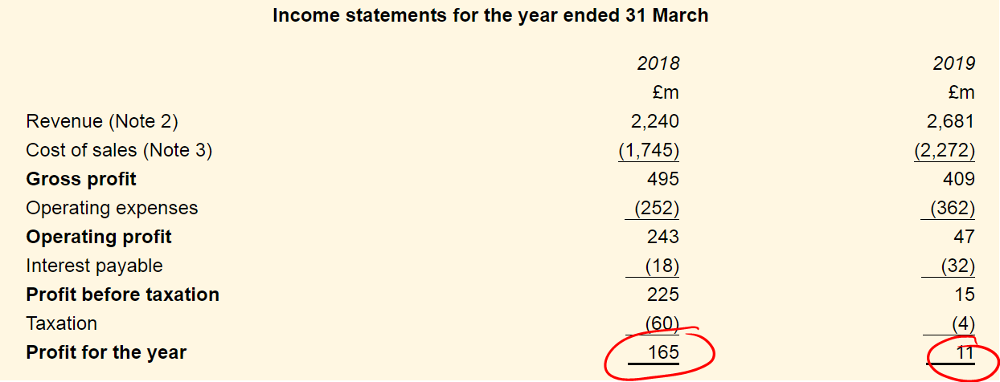 Income statements for the year ended 31 March
2018 2019
£m £m
Revenue (Note 2) 2,240 2,681
Cost of sales (Note 3) (1,745) (2,272)
Gross profit 495 409
Operating expenses (252) (362)
Operating profit 243 47
Interest payable (18) (32)
Profit before taxation 225 15
Taxation (60) (4)
Profit for the year 165 11